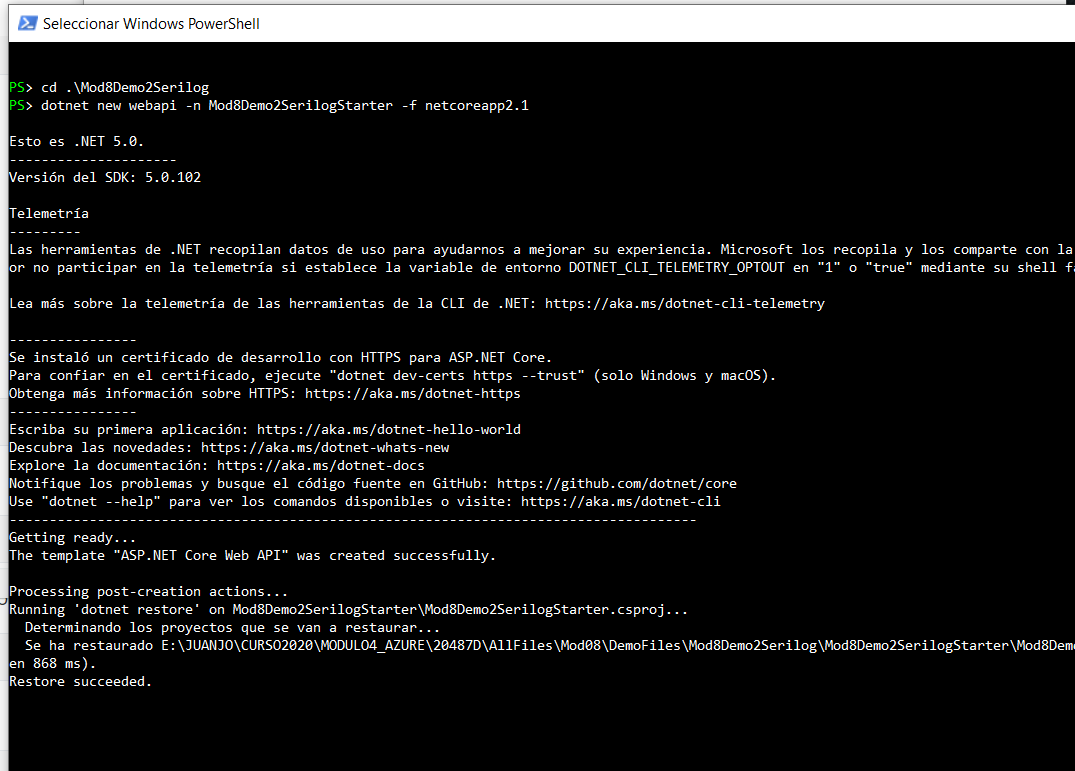 Seleccionar Windows PowerShell
PS> cd .\Mod8Demo2Serilog
PS> dotnet new webapi -n Mod8Demo2SerilogStarter -f netcoreapp2.1
Esto es .NET 5.0.
---------------------
Versión del SDK: 5.0.102
Telemetría
---------
Las herramientas de .NET recopilan datos de uso para ayudarnos a mejorar su experiencia. Microsoft los recopila y los comparte con la
or no participar en la telemetría si establece la variable de entorno DOTNET_CLI_TELEMETRY_OPTOUT en "1" o "true" mediante su shell fa
Lea más sobre la telemetría de las herramientas de la CLI de .NET: https://aka.ms/dotnet-cli-telemetry
----------------
Se instaló un certificado de desarrollo con HTTPS para ASP.NET Core.
Para confiar en el certificado, ejecute "dotnet dev-certs https --trust" (solo Windows y macOS).
Obtenga más información sobre HTTPS: https://aka.ms/dotnet-https
----------------
Escriba su primera aplicación: https://aka.ms/dotnet-hello-world
Descubra las novedades: https://aka.ms/dotnet-whats-new
Explore la documentación: https://aka.ms/dotnet-docs
Notifique los problemas y busque el código fuente en GitHub: https://github.com/dotnet/core
Use "dotnet --help" para ver los comandos disponibles o visite: https://aka.ms/dotnet-cli
--------------------------------------------------------------------------------------
Getting ready...
The template "ASP.NET Core Web API" was created successfully.
Processing post-creation actions...
Running 'dotnet restore' on Mod8Demo2SerilogStarter\Mod8Demo2SerilogStarter.csproj...
  Determinando los proyectos que se van a restaurar...
  Se ha restaurado E:\JUANJO\CURSO2020\MODULO4_AZURE\20487D\AllFiles\Mod08\DemoFiles\Mod8Demo2Serilog\Mod8Demo2SerilogStarter\Mod8Dem
en 868 ms).
Restore succeeded.